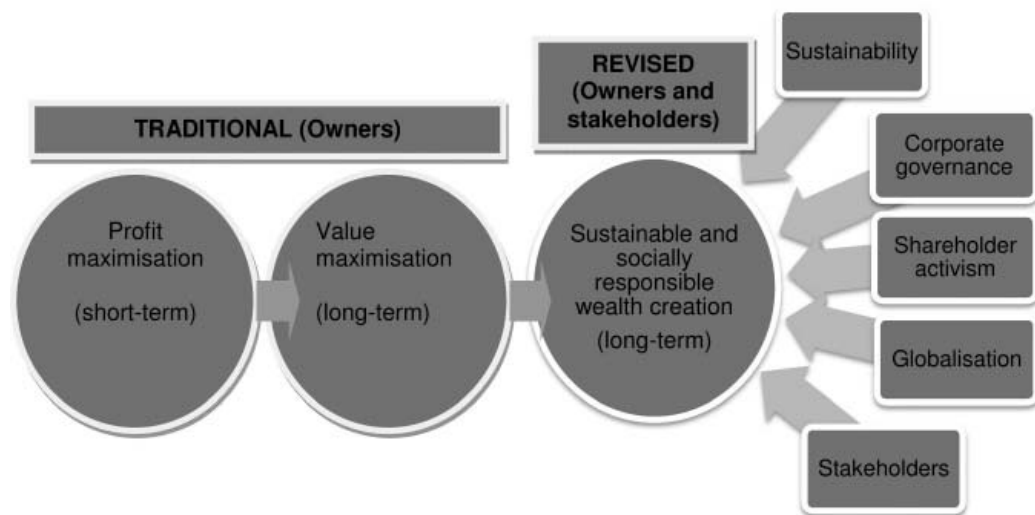 TRADITIONAL (Owners)
Profit
maximisation
(short-term)
Value
maximisation
(long-term)
REVISED
(Owners and
stakeholders)
Sustainable and
socially
responsible
wealth creation
(long-term)
Sustainability
Corporate
governance
Shareholder
activism
Globalisation
Stakeholders